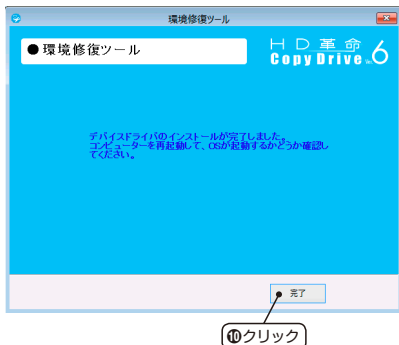 環境修復ツール
●環境修復ツール
HD革命
Copy Drive Ver.6
デバイスドライバのインストールが完了しました。
コンピューターを再起動して、OSが起動するかどうか確認し
てください。
完了
❿クリック